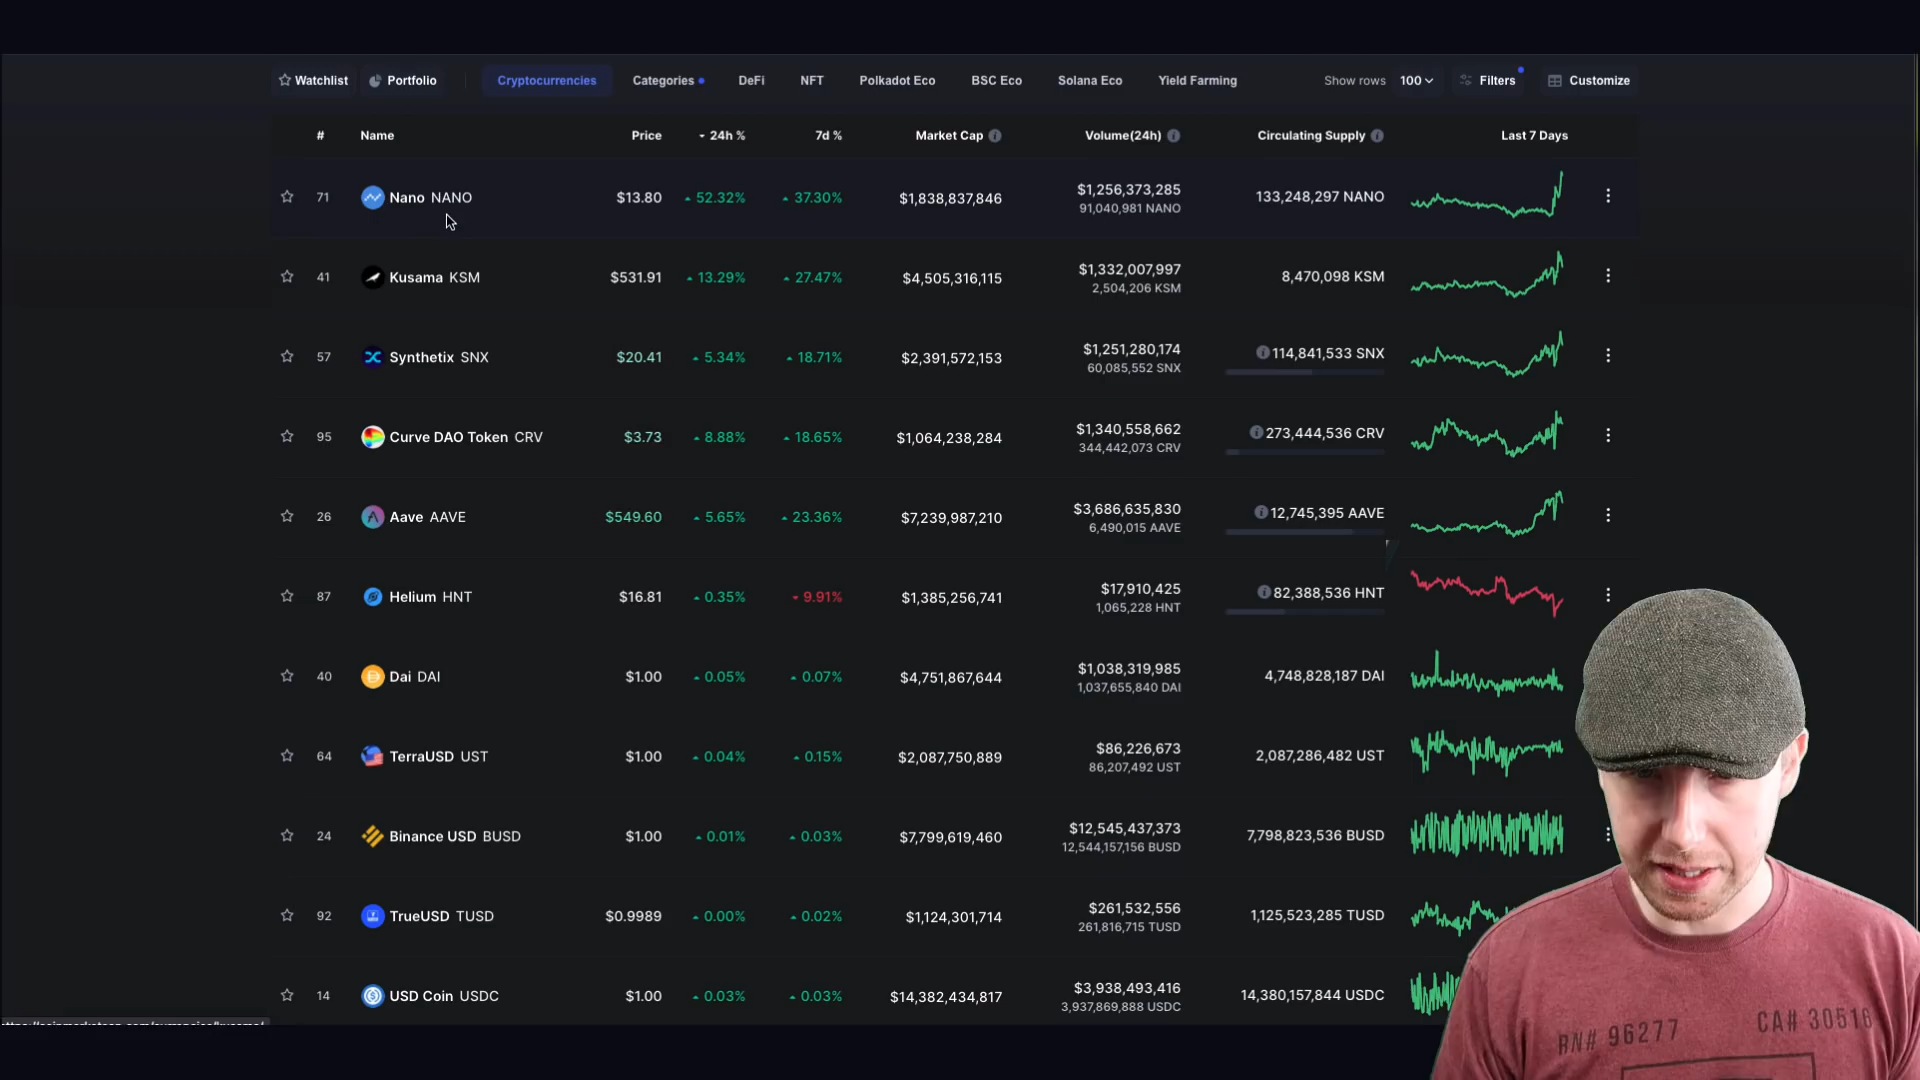 Watchlist Portfolio Cryptocurrencies Categories DeFi NFT Polkadot Eco BSC Eco Solana Eco Yield Farming Show rows 100 Filters Customize
# Name Price 24h % 7d % Market Cap Volume(24h) Circulating Supply Last 7 Days
71 Nano NANO $13.80 52.32% 37.30% $1,838,837,846 $1,256,373,285 133,248,297 NANO
91,040,981 NANO
41 Kusama KSM $531.91 13.29% 27.47% $4,505,316,115 $1,332,007,997 8,470,098 KSM
2,504,206 KSM
57 Synthetix SNX $20.41 5.34% 18.71% $2,391,572,153 $1,251,280,174 114,841,533 SNX
60,085,552 SNX
95 Curve DAO Token CRV $3.73 8.88% 18.65% $1,064,238,284 $1,340,558,662 273,444,536 CRV
344,442,073 CRV
26 Aave AAVE $549.60 5.65% 23.36% $7,239,987,210 $3,686,635,830 12,745,395 AAVE
6,490,015 AAVE
87 Helium HNT $16.81 0.35% 9.91% $1,385,256,741 $17,910,425 82,388,536 HNT
1,065,228 HNT
40 Dai DAI $1.00 0.05% 0.07% $4,751,867,644 $1,038,319,985 4,748,828,187 DAI
1,037,655,840 DAI
64 TerraUSD UST $1.00 0.04% 0.15% $2,087,750,889 $86,226,673 2,087,286,482 UST
86,207,492 UST
24 Binance USD BUSD $1.00 0.01% 0.03% $7,799,619,460 $12,545,437,373 7,798,823,536 BUSD
12,544,157,156 BUSD
92 TrueUSD TUSD $0.9989 0.00% 0.02% $1,124,301,714 $261,532,556 1,125,523,285 TUSD
261,816,715 TUSD
14 USD Coin USDC $1.00 0.03% 0.03% $14,382,434,817 $3,938,493,416 14,380,157,844 USDC
3,937,869,888 USDC
RN# 96277 CA# 30516